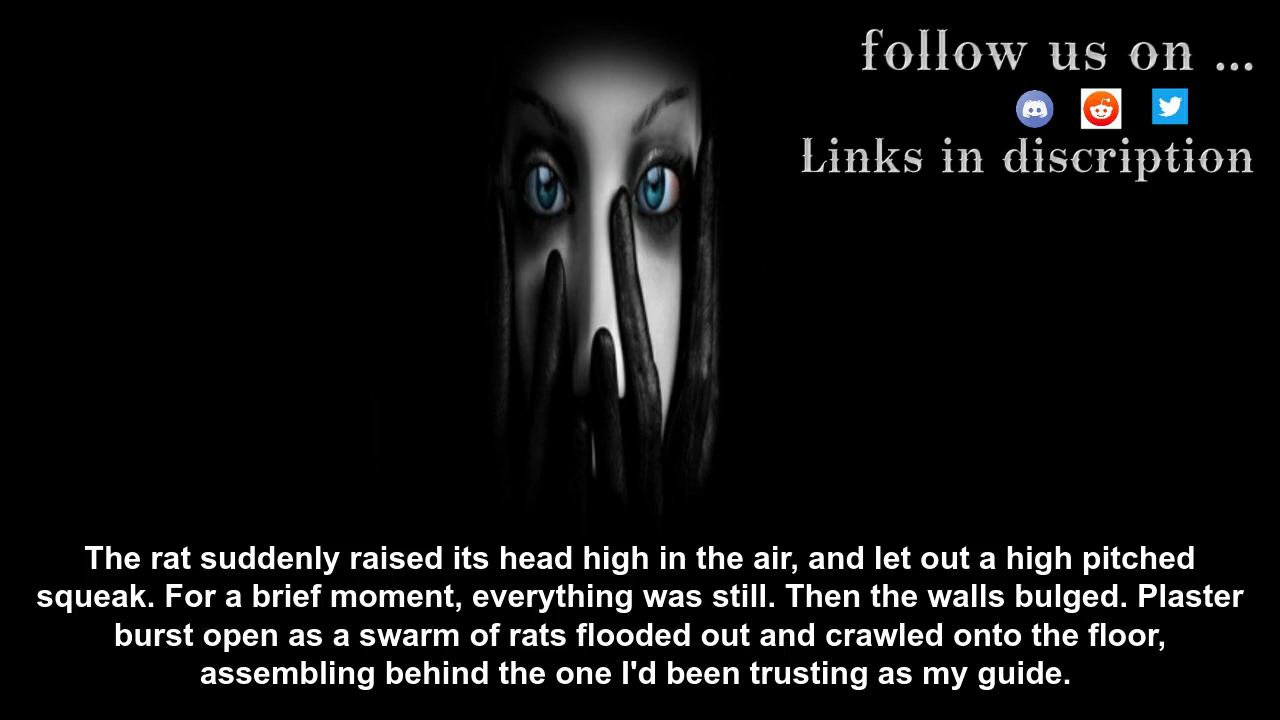 follow us on ...
Links in discription
The rat suddenly raised its head high in the air, and let out a high pitched
squeak. For a brief moment, everything was still. Then the walls bulged. Plaster
burst open as a swarm of rats flooded out and crawled onto the floor,
assembling behind the one I'd been trusting as my guide.